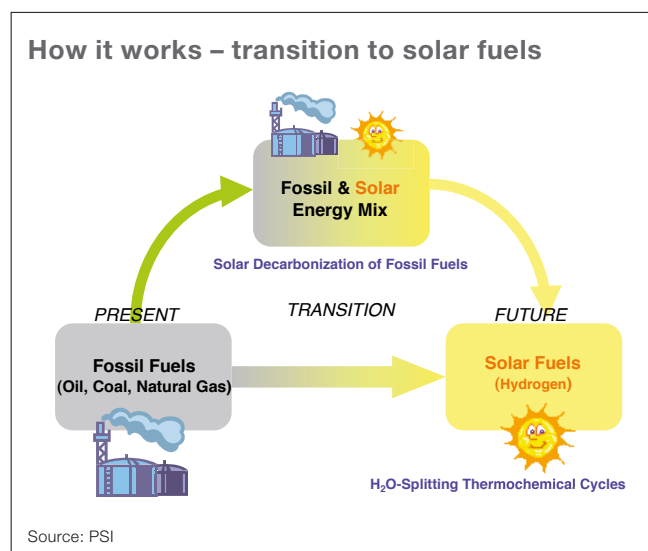 How it works – transition to solar fuels
Fossil & Solar
Energy Mix
Solar Decarbonization of Fossil Fuels
PRESENT
TRANSITION
FUTURE
Fossil Fuels
(Oil, Coal, Natural Gas)
Solar Fuels
(Hydrogen)
H₂O-Splitting Thermochemical Cycles
Source: PSI